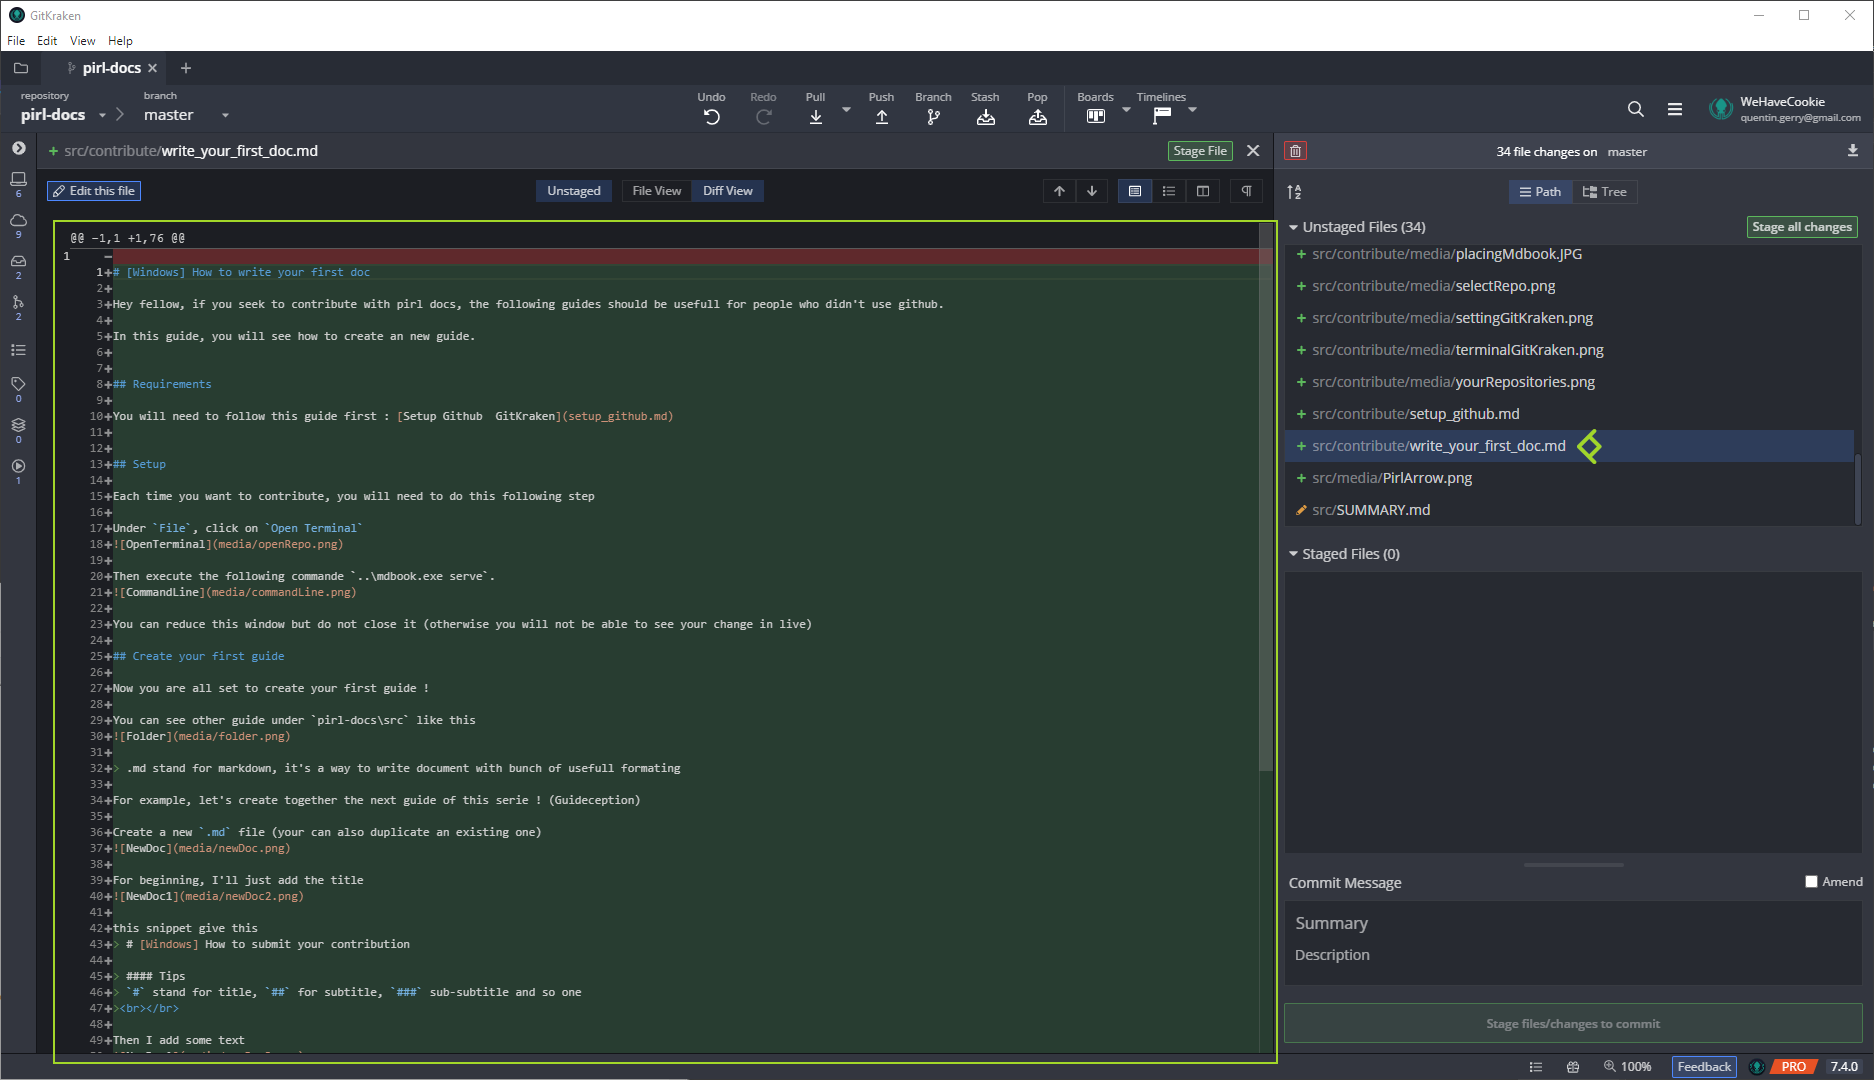 GitKraken
File Edit View Help
pirl-docs
repository
pirl-docs
branch
master
Undo Redo Pull Push Branch Stash Pop Boards Timelines
WeHaveCookie
quentin.gerry@gmail.com
+ src/contribute/write_your_first_doc.md
Stage File
Edit this file
Unstaged File View Diff View
6
9
2
2
0
0
1
@@ -1,1 +1,76 @@
1 -
1+# [Windows] How to write your first doc
2+
3+Hey fellow, if you seek to contribute with pirl docs, the following guides should be usefull for people who didn't use github.
4+
5+In this guide, you will see how to create an new guide.
6+
7+
8+## Requirements
9+
10+You will need to follow this guide first : [Setup Github  GitKraken](setup_github.md)
11+
12+
13+## Setup
14+
15+Each time you want to contribute, you will need to do this following step
16+
17+Under `File`, click on `Open Terminal`
18+![OpenTerminal](media/openRepo.png)
19+
20+Then execute the following commande `..\mdbook.exe serve`.
21+![CommandLine](media/commandLine.png)
22+
23+You can reduce this window but do not close it (otherwise you will not be able to see your change in live)
24+
25+## Create your first guide
26+
27+Now you are all set to create your first guide !
28+
29+You can see other guide under `pirl-docs\src` like this
30+![Folder](media/folder.png)
31+
32+> .md stand for markdown, it's a way to write document with bunch of usefull formating
33+
34+For example, let's create together the next guide of this serie ! (Guideception)
35+
36+Create a new `.md` file (your can also duplicate an existing one)
37+![NewDoc](media/newDoc.png)
38+
39+For beginning, I'll just add the title
40+![NewDoc1](media/newDoc2.png)
41+
42+this snippet give this
43+> # [Windows] How to submit your contribution
44+
45+> #### Tips
46+> `#` stand for title, `##` for subtitle, `###` sub-subtitle and so one
47+><br></br>
48+
49+Then I add some text
34 file changes on master
Path Tree
Unstaged Files (34)
Stage all changes
+ src/contribute/media/placingMdbook.JPG
+ src/contribute/media/selectRepo.png
+ src/contribute/media/settingGitKraken.png
+ src/contribute/media/terminalGitKraken.png
+ src/contribute/media/yourRepositories.png
+ src/contribute/setup_github.md
+ src/contribute/write_your_first_doc.md
+ src/media/PirlArrow.png
src/SUMMARY.md
Staged Files (0)
Commit Message
Amend
Summary
Description
Stage files/changes to commit
100% Feedback PRO 7.4.0